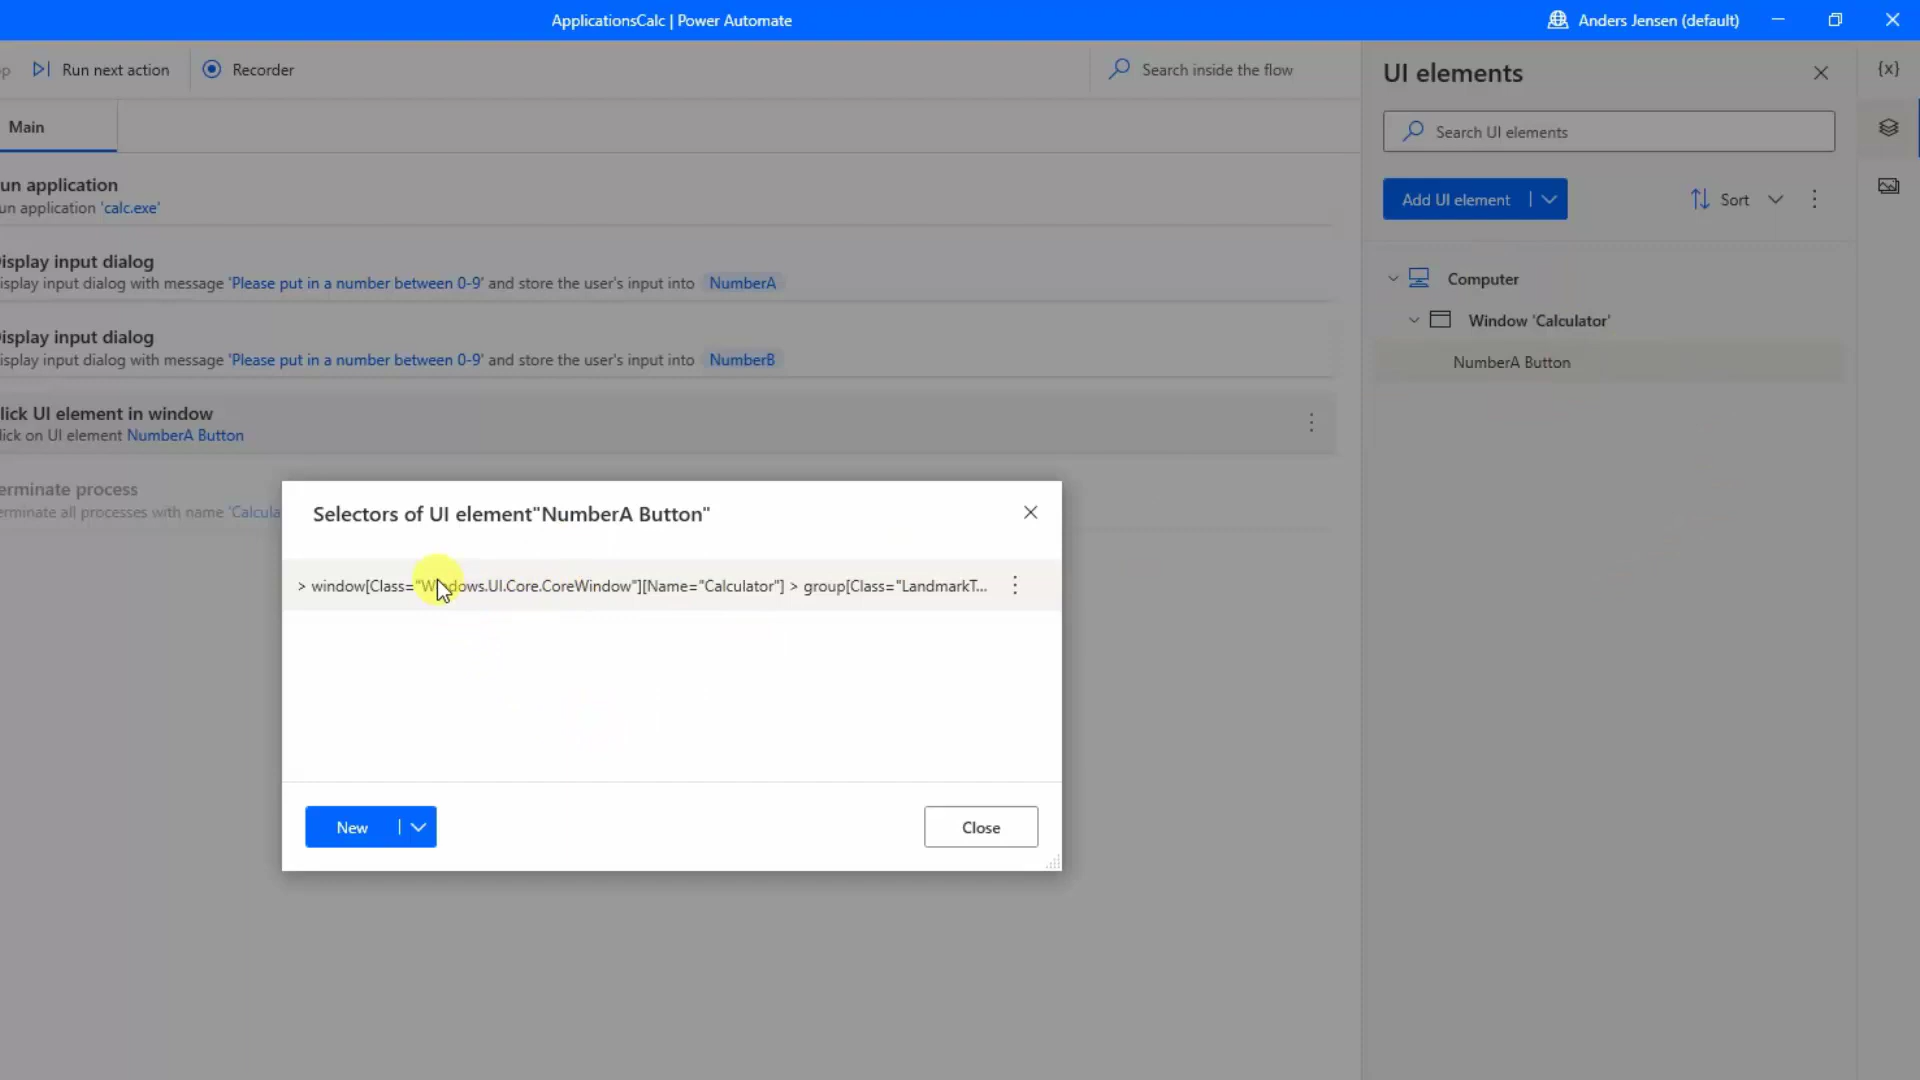 ApplicationsCalc | Power Automate
Anders Jensen (default)
p
Run next action
Recorder
Search inside the flow
UI elements
{x}
Main
Search UI elements
un application
un application 'calc.exe'
Add UI element
Sort
isplay input dialog
isplay input dialog with message 'Please put in a number between 0-9' and store the user's input into NumberA
Computer
Window 'Calculator'
isplay input dialog
isplay input dialog with message 'Please put in a number between 0-9' and store the user's input into NumberB
NumberA Button
lick UI element in window
lick on UI element NumberA Button
erminate process
erminate all processes with name 'Calcula
Selectors of UI element"NumberA Button"
> window[Class="Windows.UI.Core.CoreWindow"][Name="Calculator"] > group[Class="LandmarkT...
New
Close